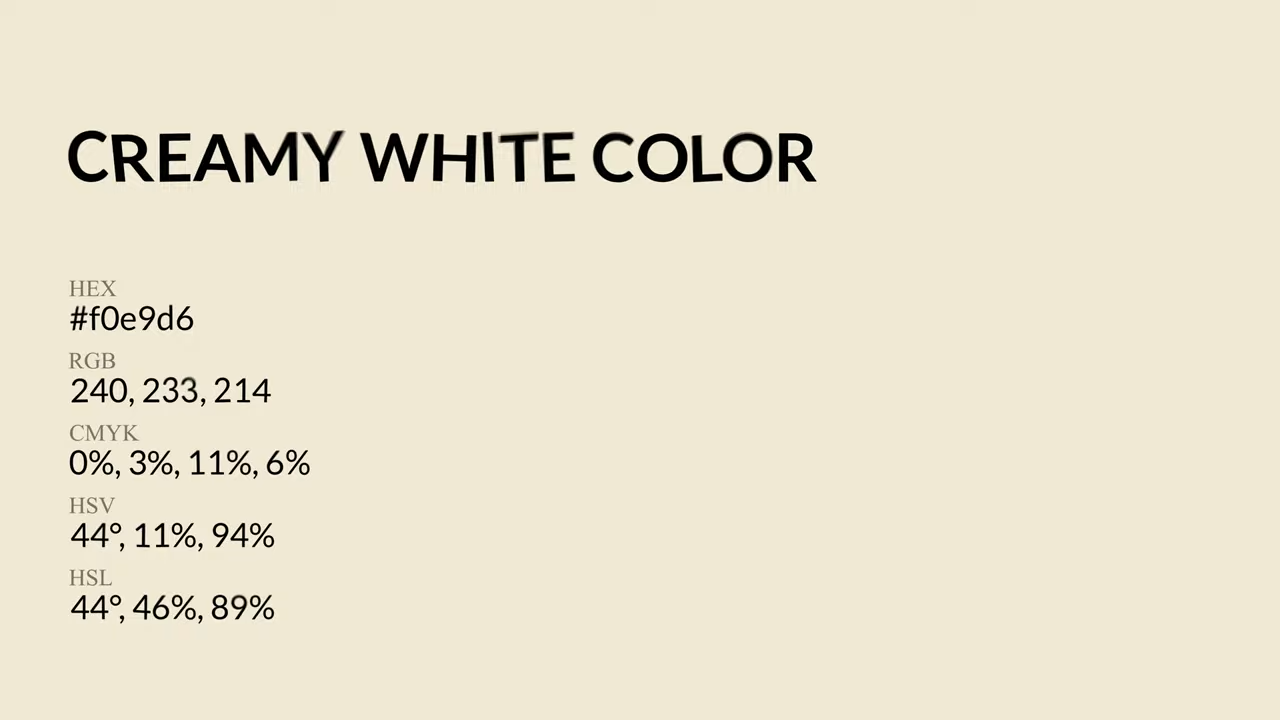 CREAMY WHITE COLOR
HEX
#f0e9d6
RGB
240, 233, 214
CMYK
0%, 3%, 11%, 6%
HSV
44°, 11%, 94%
HSL
44°, 46%, 89%